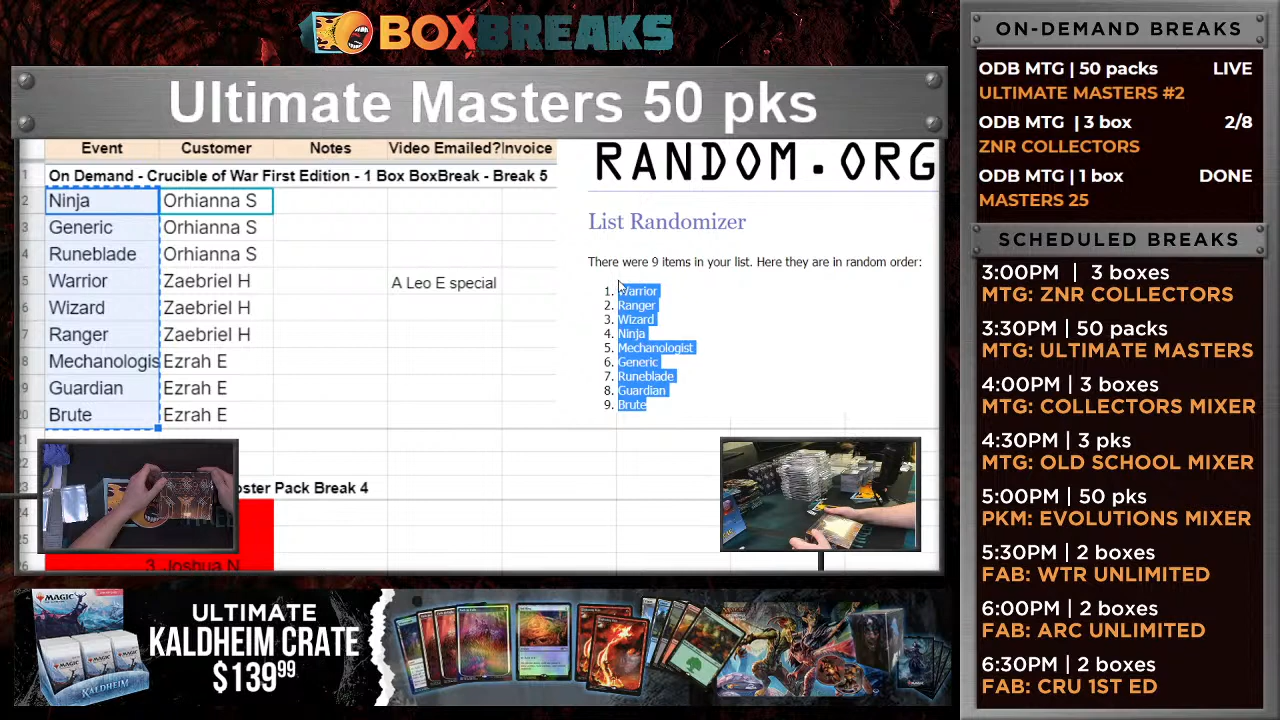 BOXBREAKS
Ultimate Masters 50 pks
Event Customer Notes Video Emailed? Invoice
On Demand - Crucible of War First Edition - 1 Box BoxBreak - Break 5
Ninja Orhianna S
Generic Orhianna S
Runeblade Orhianna S
Warrior Zaebriel H A Leo E special
Wizard Zaebriel H
Ranger Zaebriel H
Mechanologis Ezrah E
Guardian Ezrah E
Brute Ezrah E
oster Pack Break 4
3. Joshua N
RANDOM.ORG
List Randomizer
There were 9 items in your list. Here they are in random order:
1. Warrior
2. Ranger
3. Wizard
4. Ninja
5. Mechanologist
6. Generic
7. Runeblade
8. Guardian
9. Brute
MAGIC
KALDHEIM
ULTIMATE
KALDHEIM CRATE
$139.99
ON-DEMAND BREAKS
ODB MTG | 50 packs LIVE
ULTIMATE MASTERS #2
ODB MTG | 3 box 2/8
ZNR COLLECTORS
ODB MTG | 1 box DONE
MASTERS 25
SCHEDULED BREAKS
3:00PM | 3 boxes
MTG: ZNR COLLECTORS
3:30PM | 50 packs
MTG: ULTIMATE MASTERS
4:00PM | 3 boxes
MTG: COLLECTORS MIXER
4:30PM | 3 pks
MTG: OLD SCHOOL MIXER
5:00PM | 50 pks
PKM: EVOLUTIONS MIXER
5:30PM | 2 boxes
FAB: WTR UNLIMITED
6:00PM | 2 boxes
FAB: ARC UNLIMITED
6:30PM | 2 boxes
FAB: CRU 1ST ED